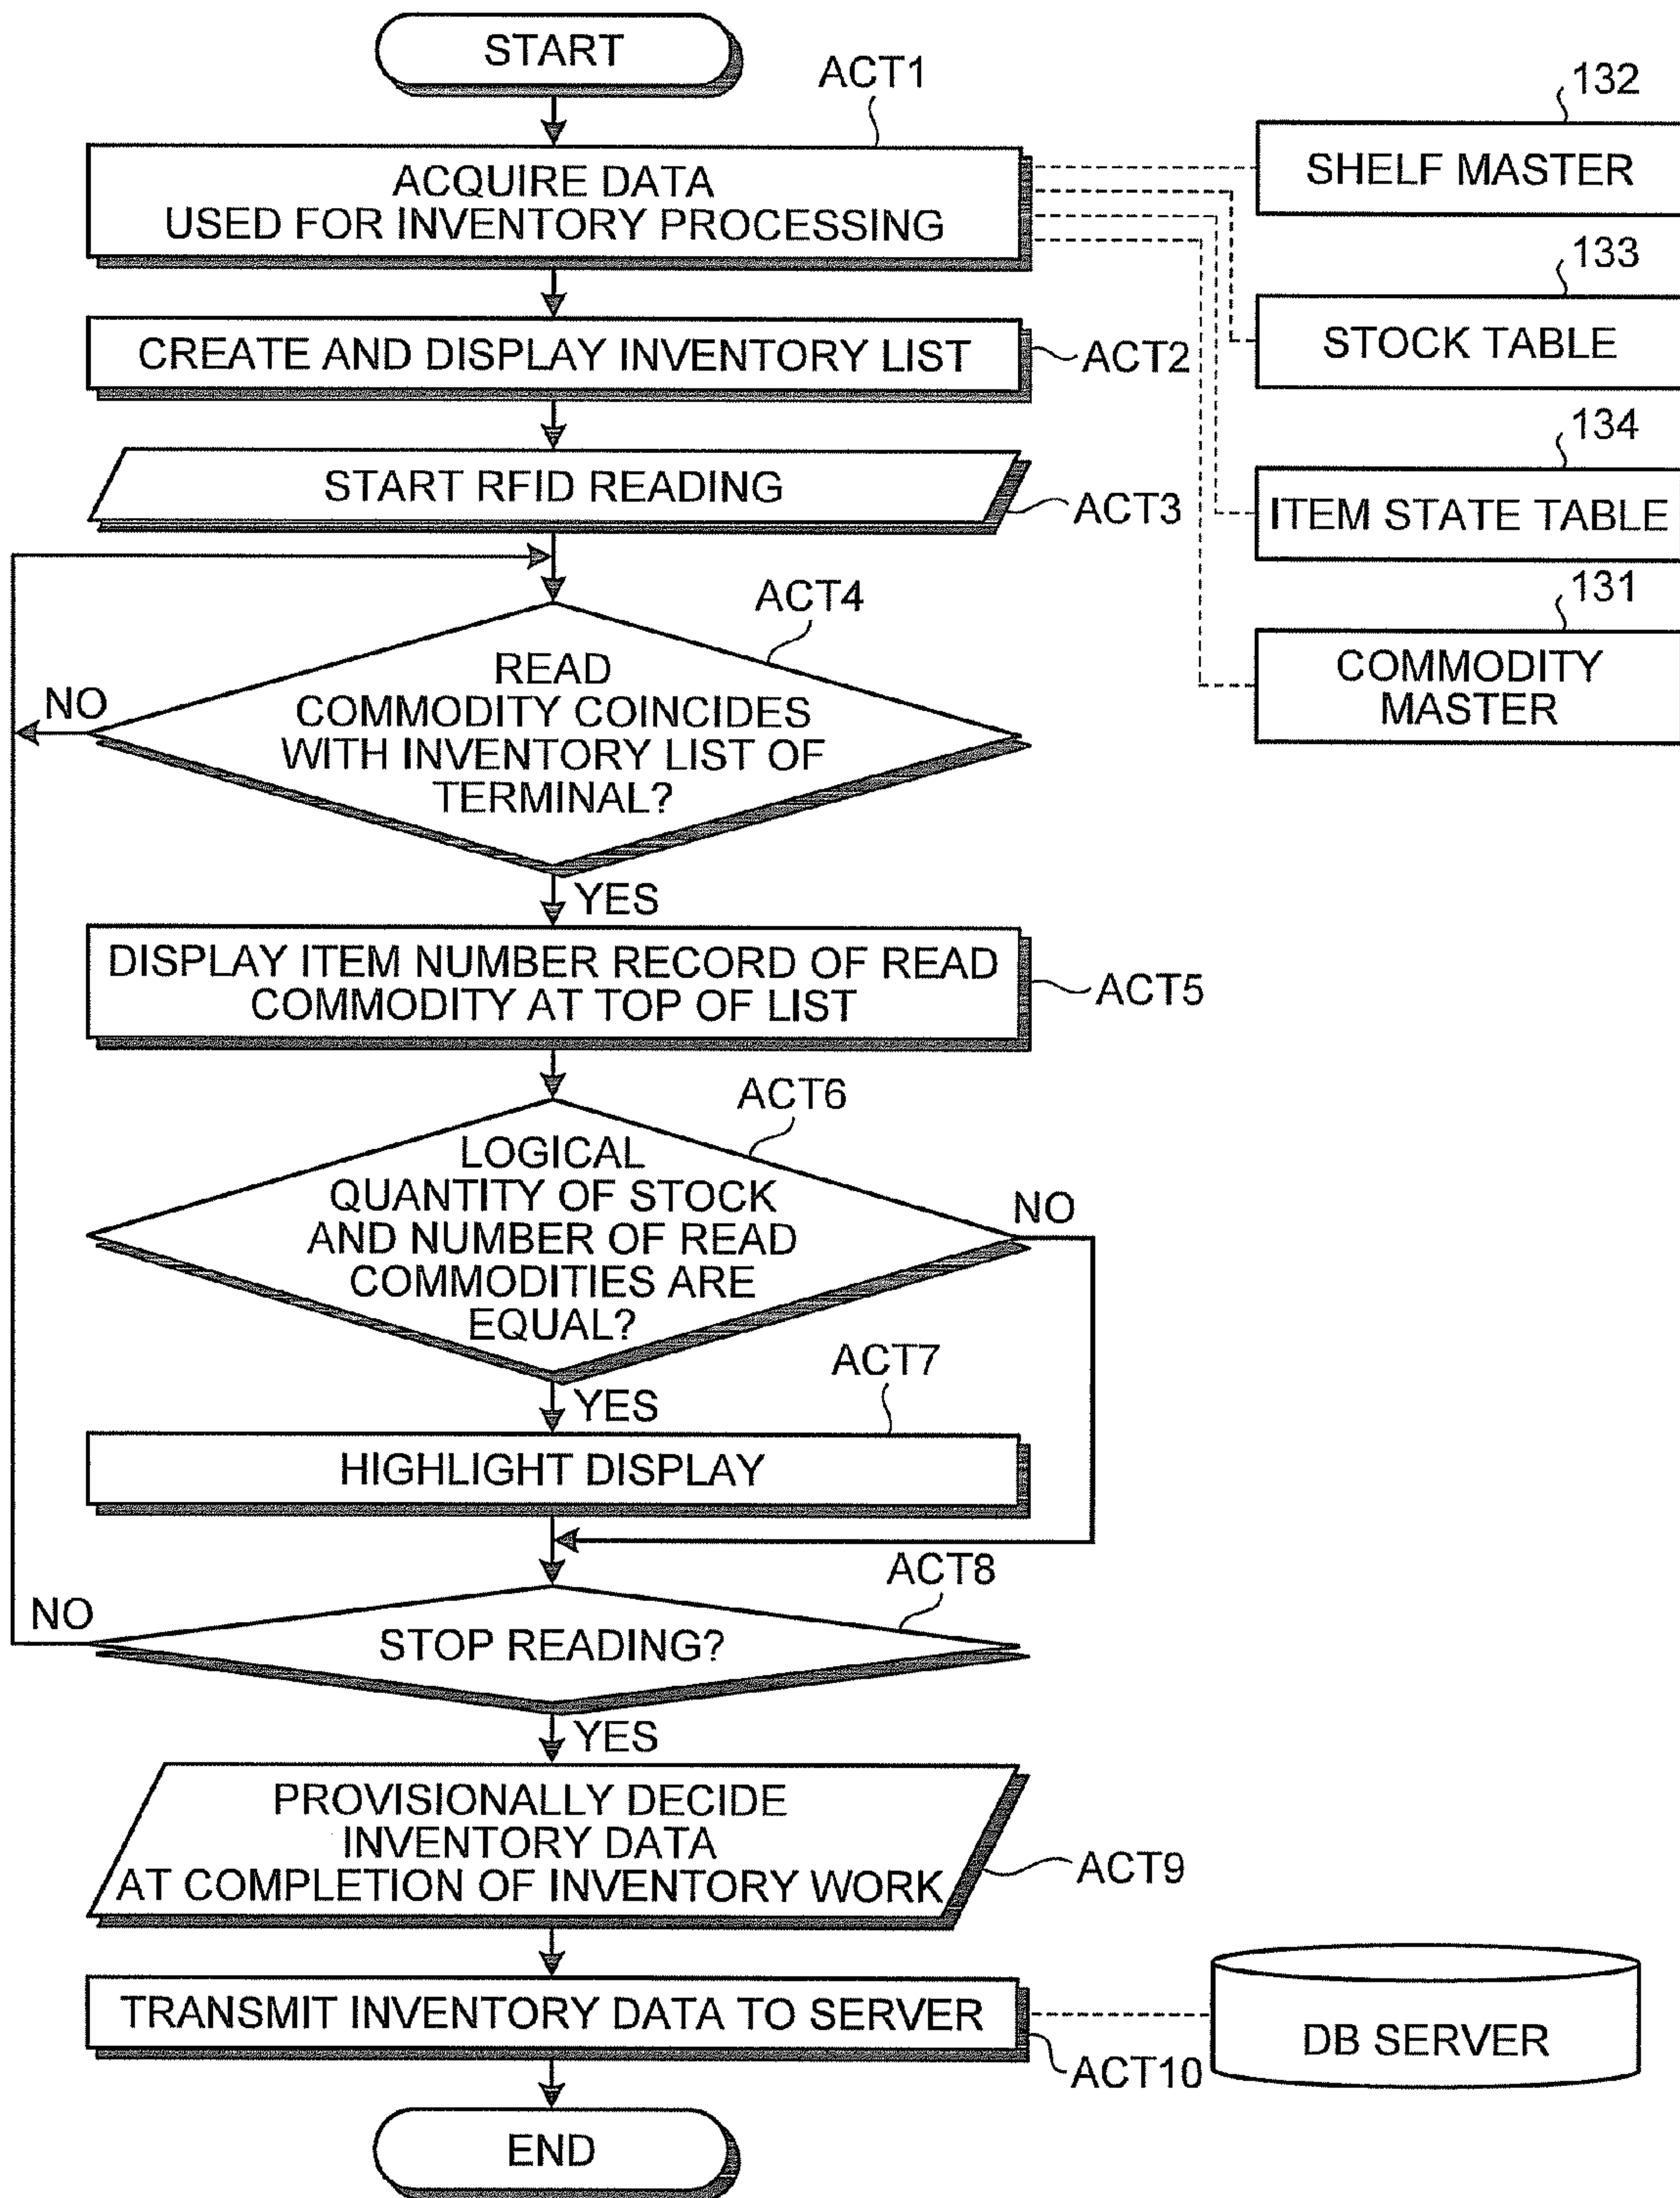 START
ACT1
ACQUIRE DATA
USED FOR INVENTORY PROCESSING
132
SHELF MASTER
133
STOCK TABLE
134
ITEM STATE TABLE
131
COMMODITY
MASTER
CREATE AND DISPLAY INVENTORY LIST
ACT2
START RFID READING
ACT3
ACT4
READ
COMMODITY COINCIDES
WITH INVENTORY LIST OF
TERMINAL?
NO
YES
DISPLAY ITEM NUMBER RECORD OF READ
COMMODITY AT TOP OF LIST
ACT5
ACT6
LOGICAL
QUANTITY OF STOCK
AND NUMBER OF READ
COMMODITIES ARE
EQUAL?
NO
YES
ACT7
HIGHLIGHT DISPLAY
ACT8
STOP READING?
NO
YES
PROVISIONALLY DECIDE
INVENTORY DATA
AT COMPLETION OF INVENTORY WORK
ACT9
TRANSMIT INVENTORY DATA TO SERVER
ACT10
DB SERVER
END